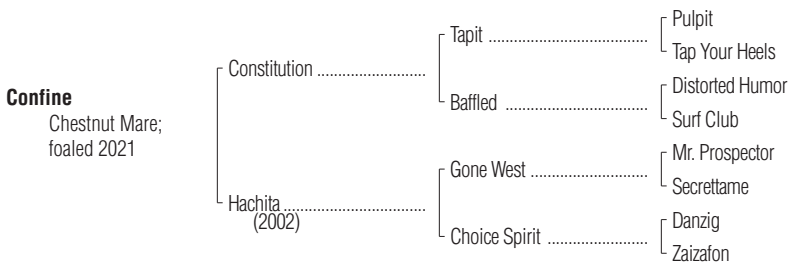 Confine
Chestnut Mare;
foaled 2021
Constitution ..........................
Hachita ..................................
(2002)
Tapit ......................................
Baffled ..................................
Gone West ............................
Choice Spirit ........................
Pulpit
Tap Your Heels
Distorted Humor
Surf Club
Mr. Prospector
Secrettame
Danzig
Zaizafon